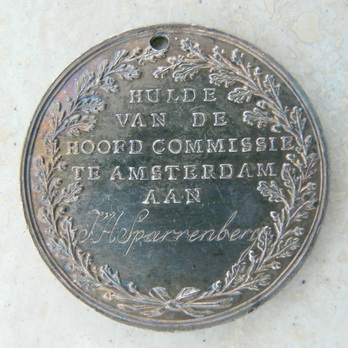 HULDE
VAN DE
HOOFD COMMISSIE
TE AMSTERDAM
AAN
J.H. Sparrenberg